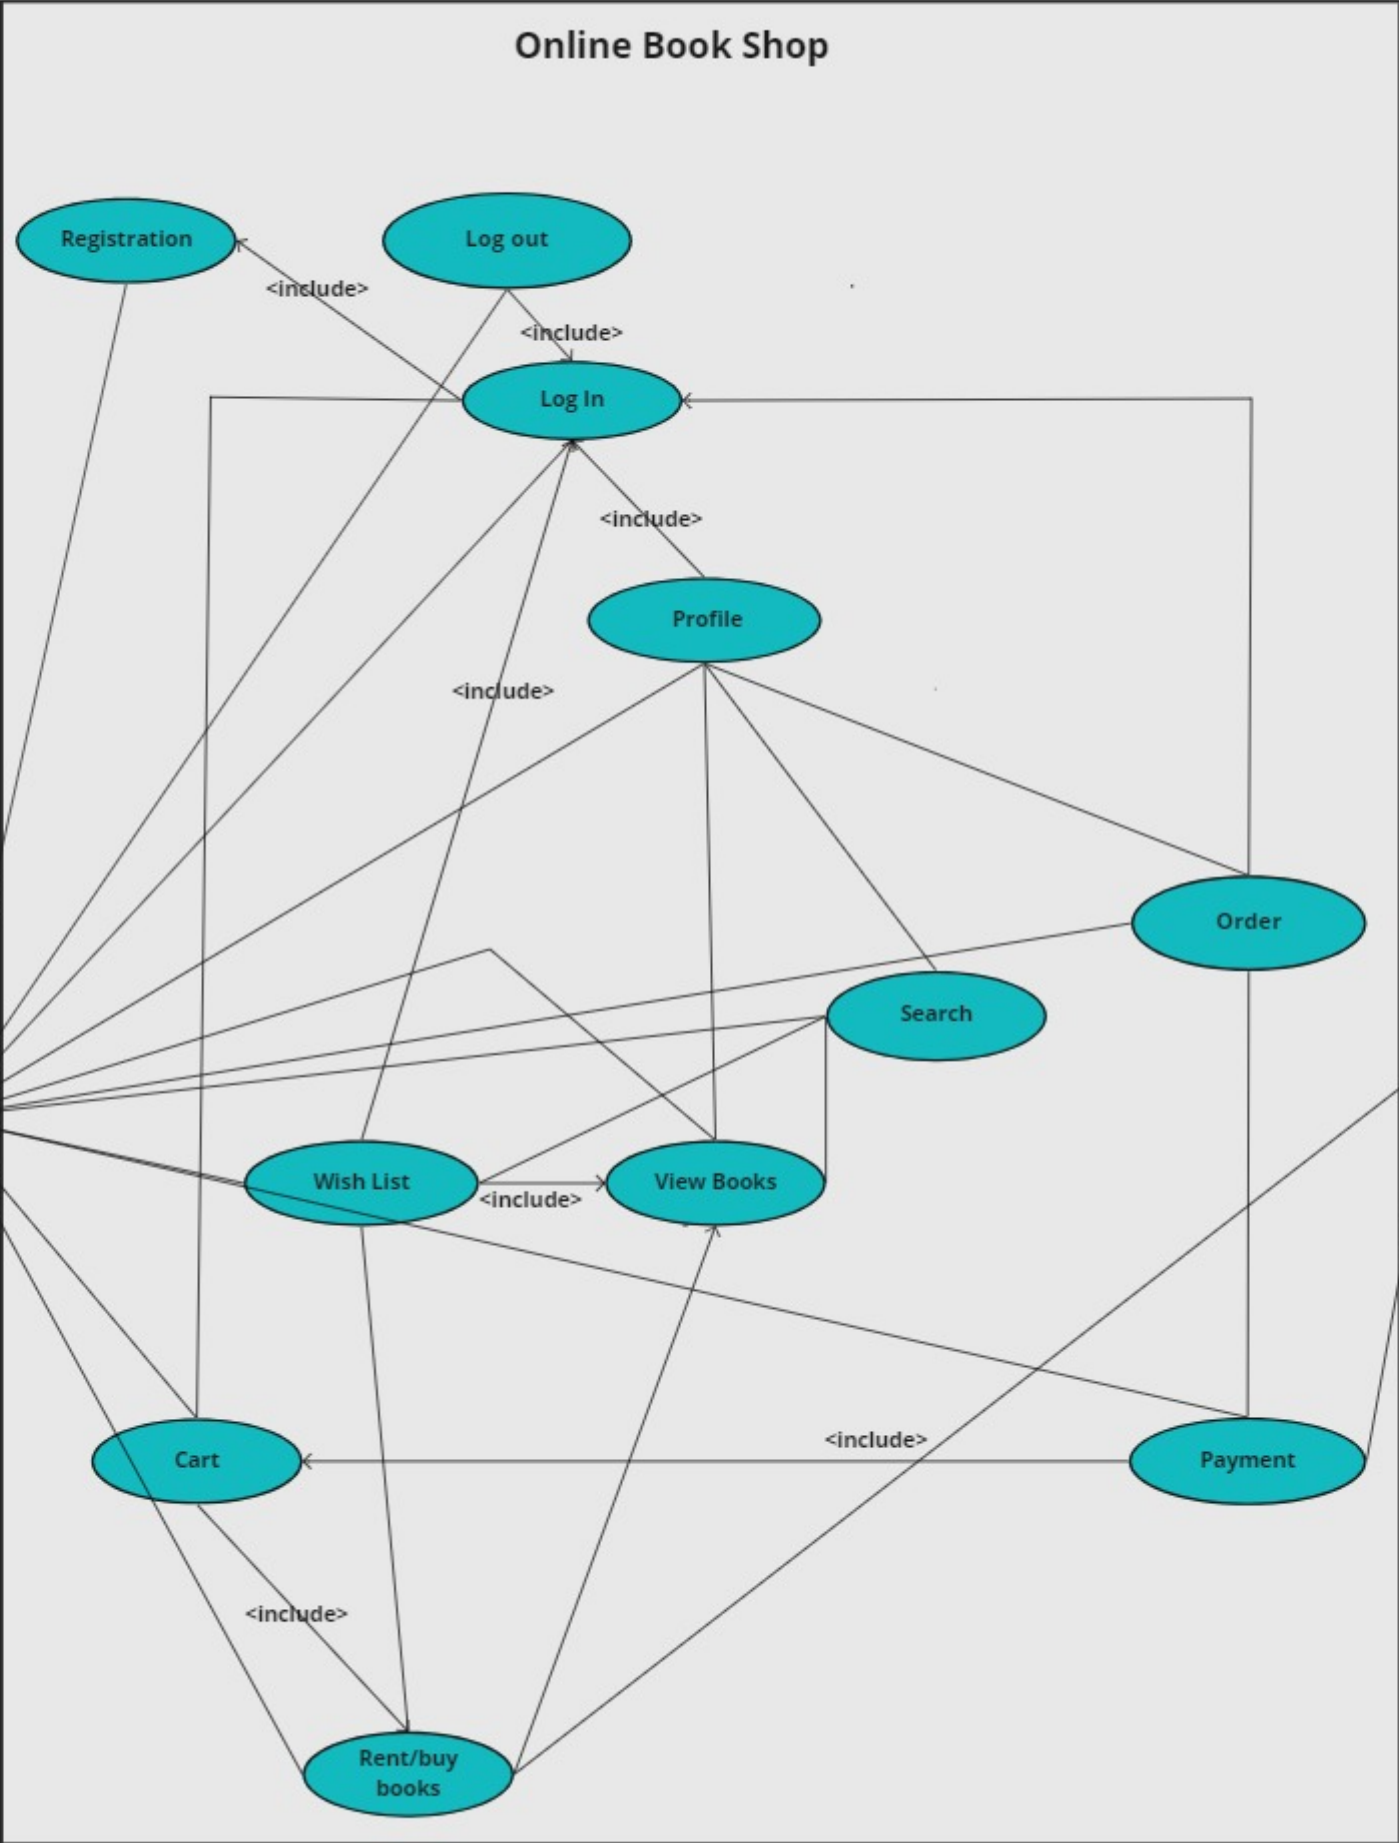 Online Book Shop
Registration
Log out
<include>
<include>
Log In
<include>
Profile
<include>
Order
Search
Wish List
View Books
<include>
<include>
Cart
Payment
<include>
Rent/buy
books